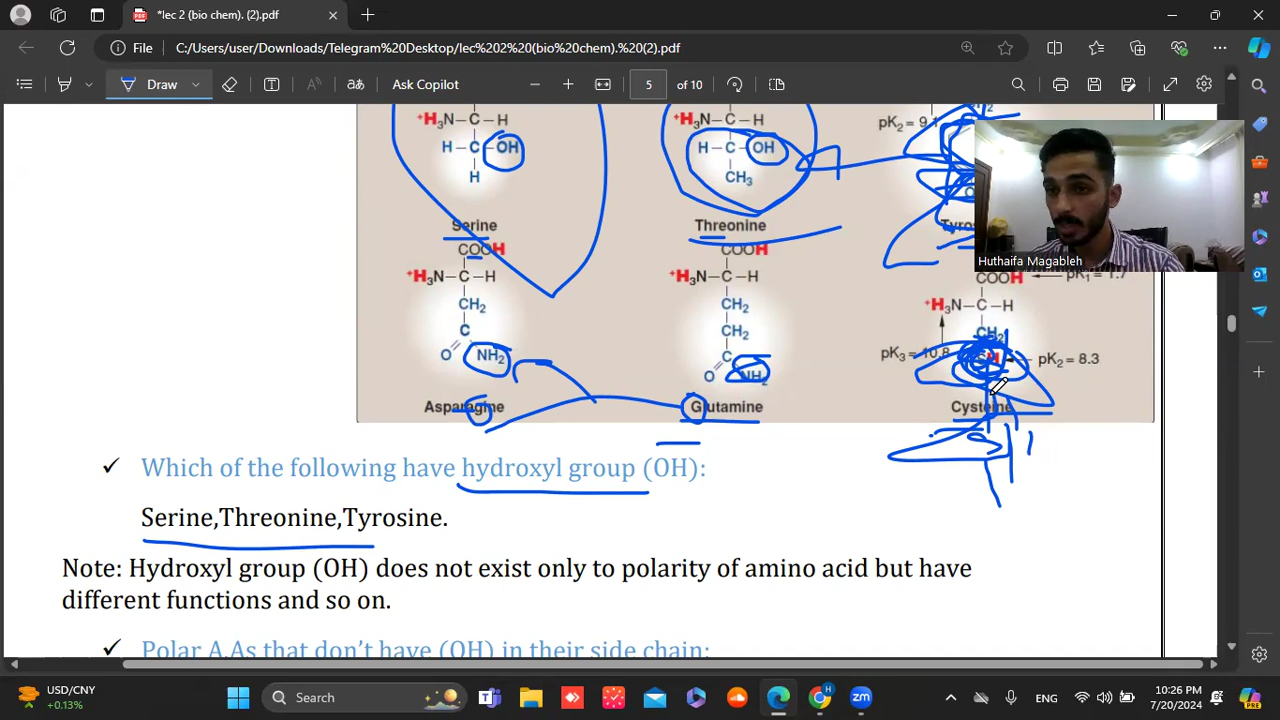 *lec 2 (bio chem). (2).pdf
File C:/Users/user/Downloads/Telegram%20Desktop/lec%202%20(bio%20chem).%20(2).pdf
Draw Ask Copilot 5 of 10
+H3N–C–H
H–C–OH
H
Serine
+H3N–C–H
H–C–OH
CH3
Threonine
COOH
+H3N–C–H
CH2
C
O NH2
Asparagine
COOH
+H3N–C–H
CH2
CH2
C
O NH2
Glutamine
COOH
pK1 = 1.7
+H3N–C–H
CH2
pK3 = 10.8
pK2 = 8.3
Cysteine
Huthaifa Magableh
✓ Which of the following have hydroxyl group (OH):
Serine,Threonine,Tyrosine.
Note: Hydroxyl group (OH) does not exist only to polarity of amino acid but have
different functions and so on.
✓ Polar A.As that don't have (OH) in their side chain:
USD/CNY
+0.13%
Search
ENG
10:26 PM
7/20/2024